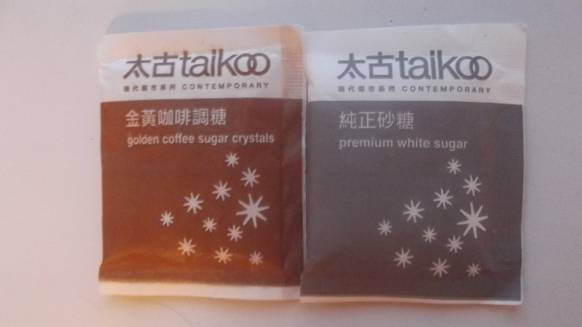 太古taikoo
現代都市系列 CONTEMPORARY
金黃咖啡調糖
golden coffee sugar crystals
太古taikoo
現代都市系列 CONTEMPORARY
純正砂糖
premium white sugar